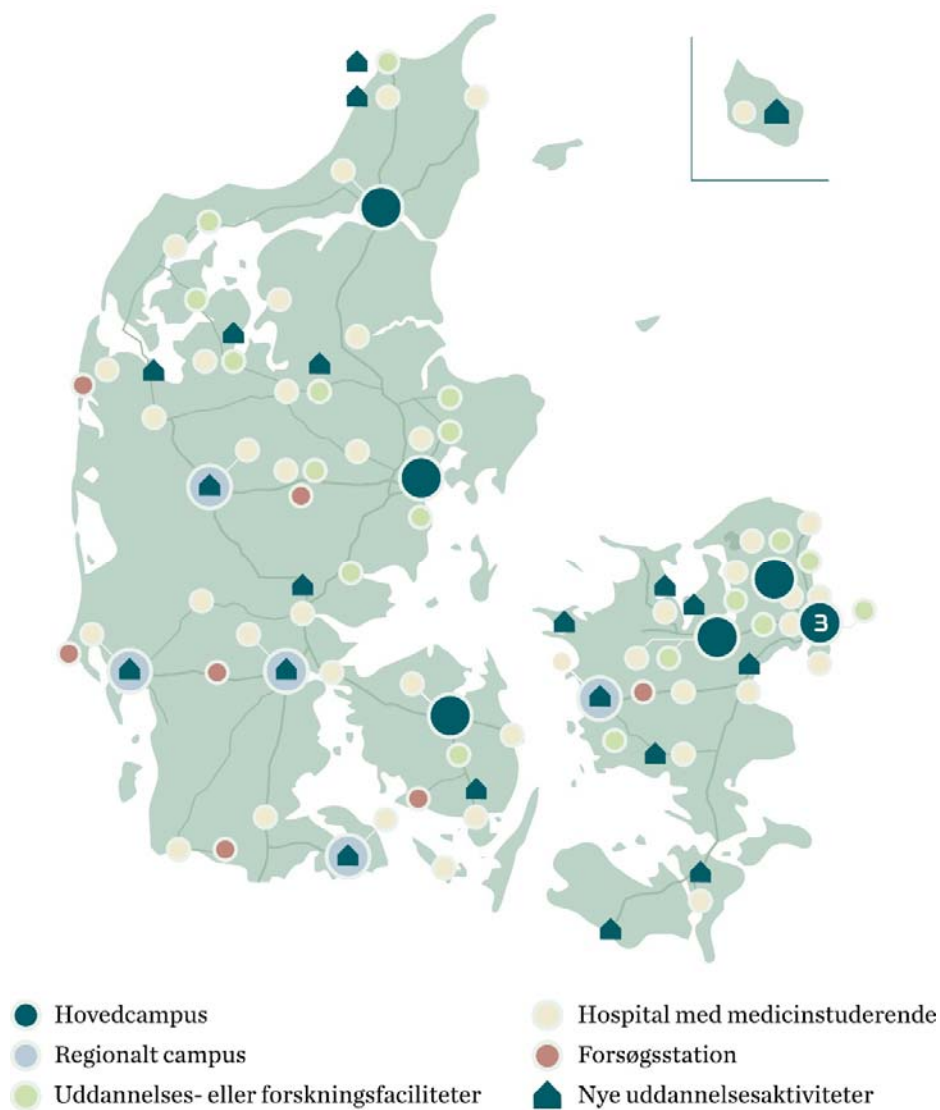 3
Hovedcampus
Regionalt campus
Uddannelses- eller forskningsfaciliteter
Hospital med medicinstuderende
Forsøgsstation
Nye uddannelsesaktiviteter